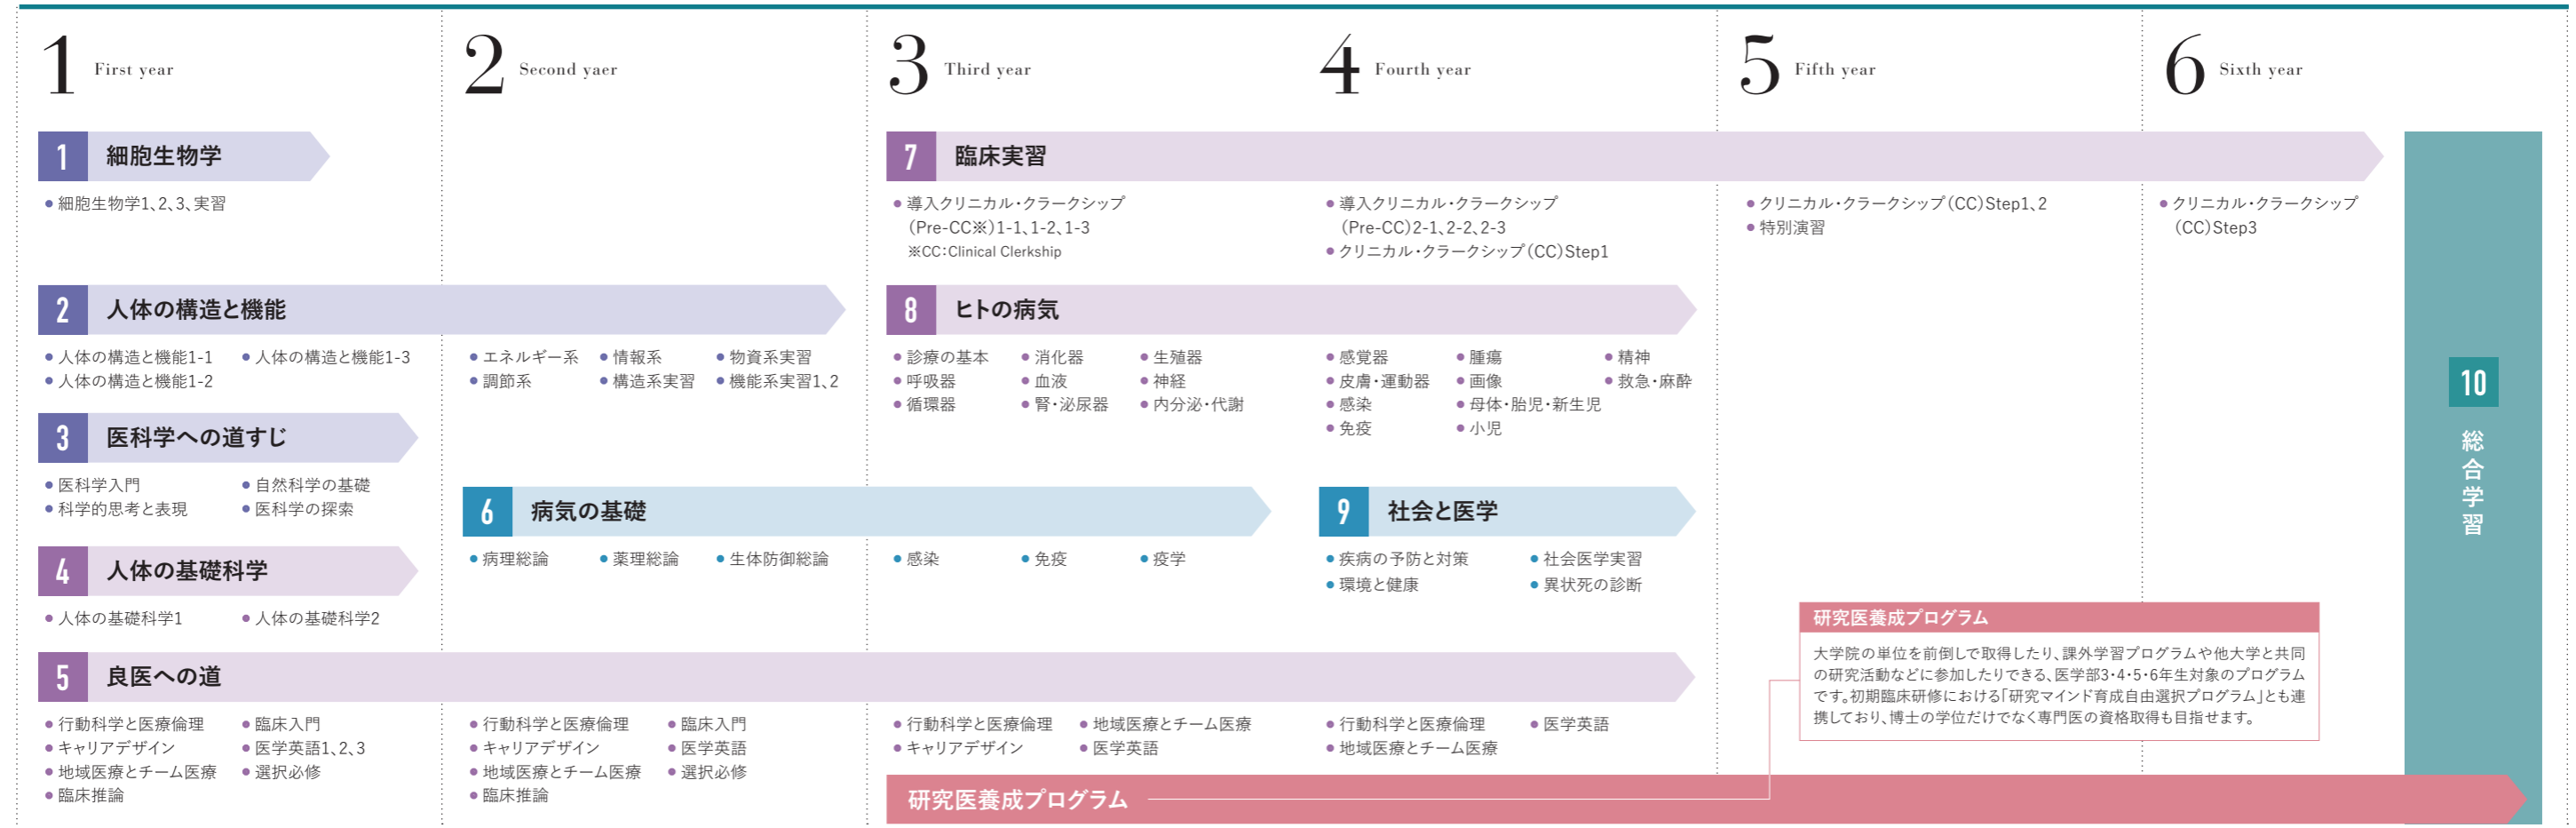 1 First year
2 Second yaer
3 Third year
4 Fourth year
5 Fifth year
6 Sixth year
1 細胞生物学
●細胞生物学1、2、3、実習
7 臨床実習
●導入クリニカル・クラークシップ
(Pre-CC※)1-1、1-2、1-3
※CC：Clinical Clerkship
●導入クリニカル・クラークシップ
(Pre-CC)2-1、2-2、2-3
●クリニカル・クラークシップ(CC)Step1
●クリニカル・クラークシップ(CC)Step1、2
●特別演習
●クリニカル・クラークシップ
(CC)Step3
2 人体の構造と機能
●人体の構造と機能1-1 ●人体の構造と機能1-3
●人体の構造と機能1-2
●エネルギー系 ●情報系 ●物資系実習
●調節系 ●構造系実習 ●機能系実習1、2
8 ヒトの病気
●診療の基本 ●消化器 ●生殖器
●呼吸器 ●血液 ●神経
●循環器 ●腎・泌尿器 ●内分泌・代謝
●感覚器 ●腫瘍 ●精神
●皮膚・運動器 ●画像 ●救急・麻酔
●感染 ●母体・胎児・新生児
●免疫 ●小児
3 医科学への道すじ
●医科学入門 ●自然科学の基礎
●科学的思考と表現 ●医科学の探索
6 病気の基礎
●病理総論 ●薬理総論 ●生体防御総論
●感染 ●免疫 ●疫学
9 社会と医学
●疾病の予防と対策 ●社会医学実習
●環境と健康 ●異状死の診断
4 人体の基礎科学
●人体の基礎科学1 ●人体の基礎科学2
5 良医への道
●行動科学と医療倫理 ●臨床入門
●キャリアデザイン ●医学英語1、2、3
●地域医療とチーム医療 ●選択必修
●臨床推論
●行動科学と医療倫理 ●臨床入門
●キャリアデザイン ●医学英語
●地域医療とチーム医療 ●選択必修
●臨床推論
●行動科学と医療倫理 ●地域医療とチーム医療
●キャリアデザイン ●医学英語
●行動科学と医療倫理 ●医学英語
●地域医療とチーム医療
研究医養成プログラム
大学院の単位を前倒しで取得したり、課外学習プログラムや他大学と共同
の研究活動などに参加したりできる、医学部3・4・5・6年生対象のプログラム
です。初期臨床研修における「研究マインド育成自由選択プログラム」とも連
携しており、博士の学位だけでなく専門医の資格取得も目指せます。
研究医養成プログラム
10 総合学習